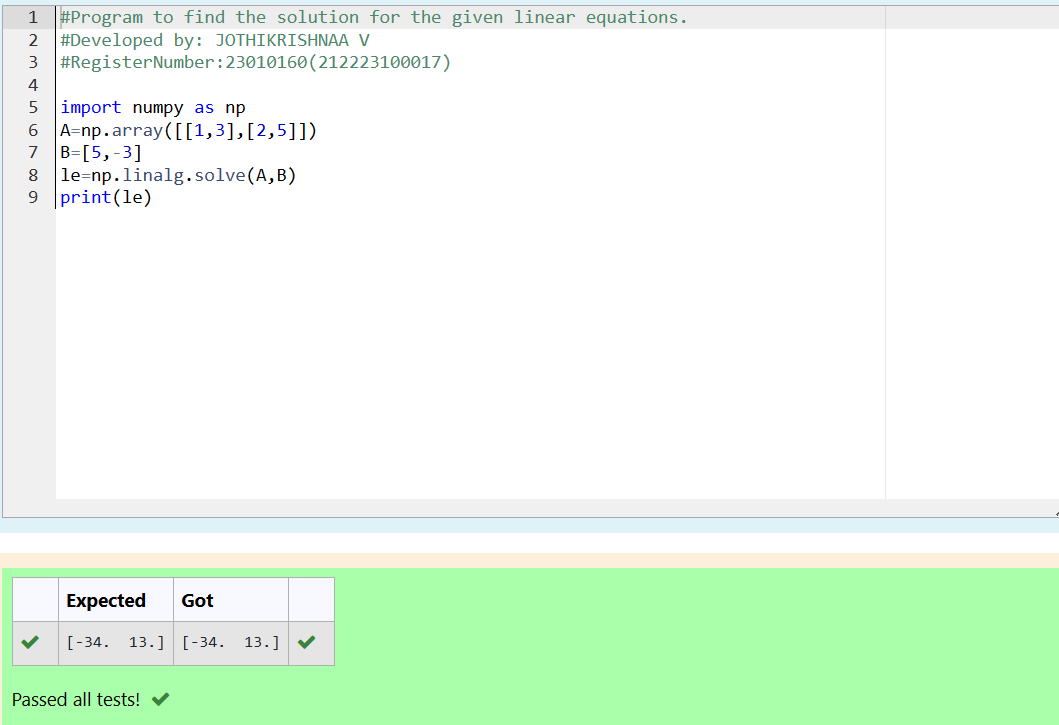 1 #Program to find the solution for the given linear equations.
2 #Developed by: JOTHIKRISHNAA V
3 #RegisterNumber:23010160(212223100017)
4
5 import numpy as np
6 A=np.array([[1,3],[2,5]])
7 B=[5,-3]
8 le=np.linalg.solve(A,B)
9 print(le)
Expected Got
[-34.  13.] [-34.  13.]
Passed all tests!